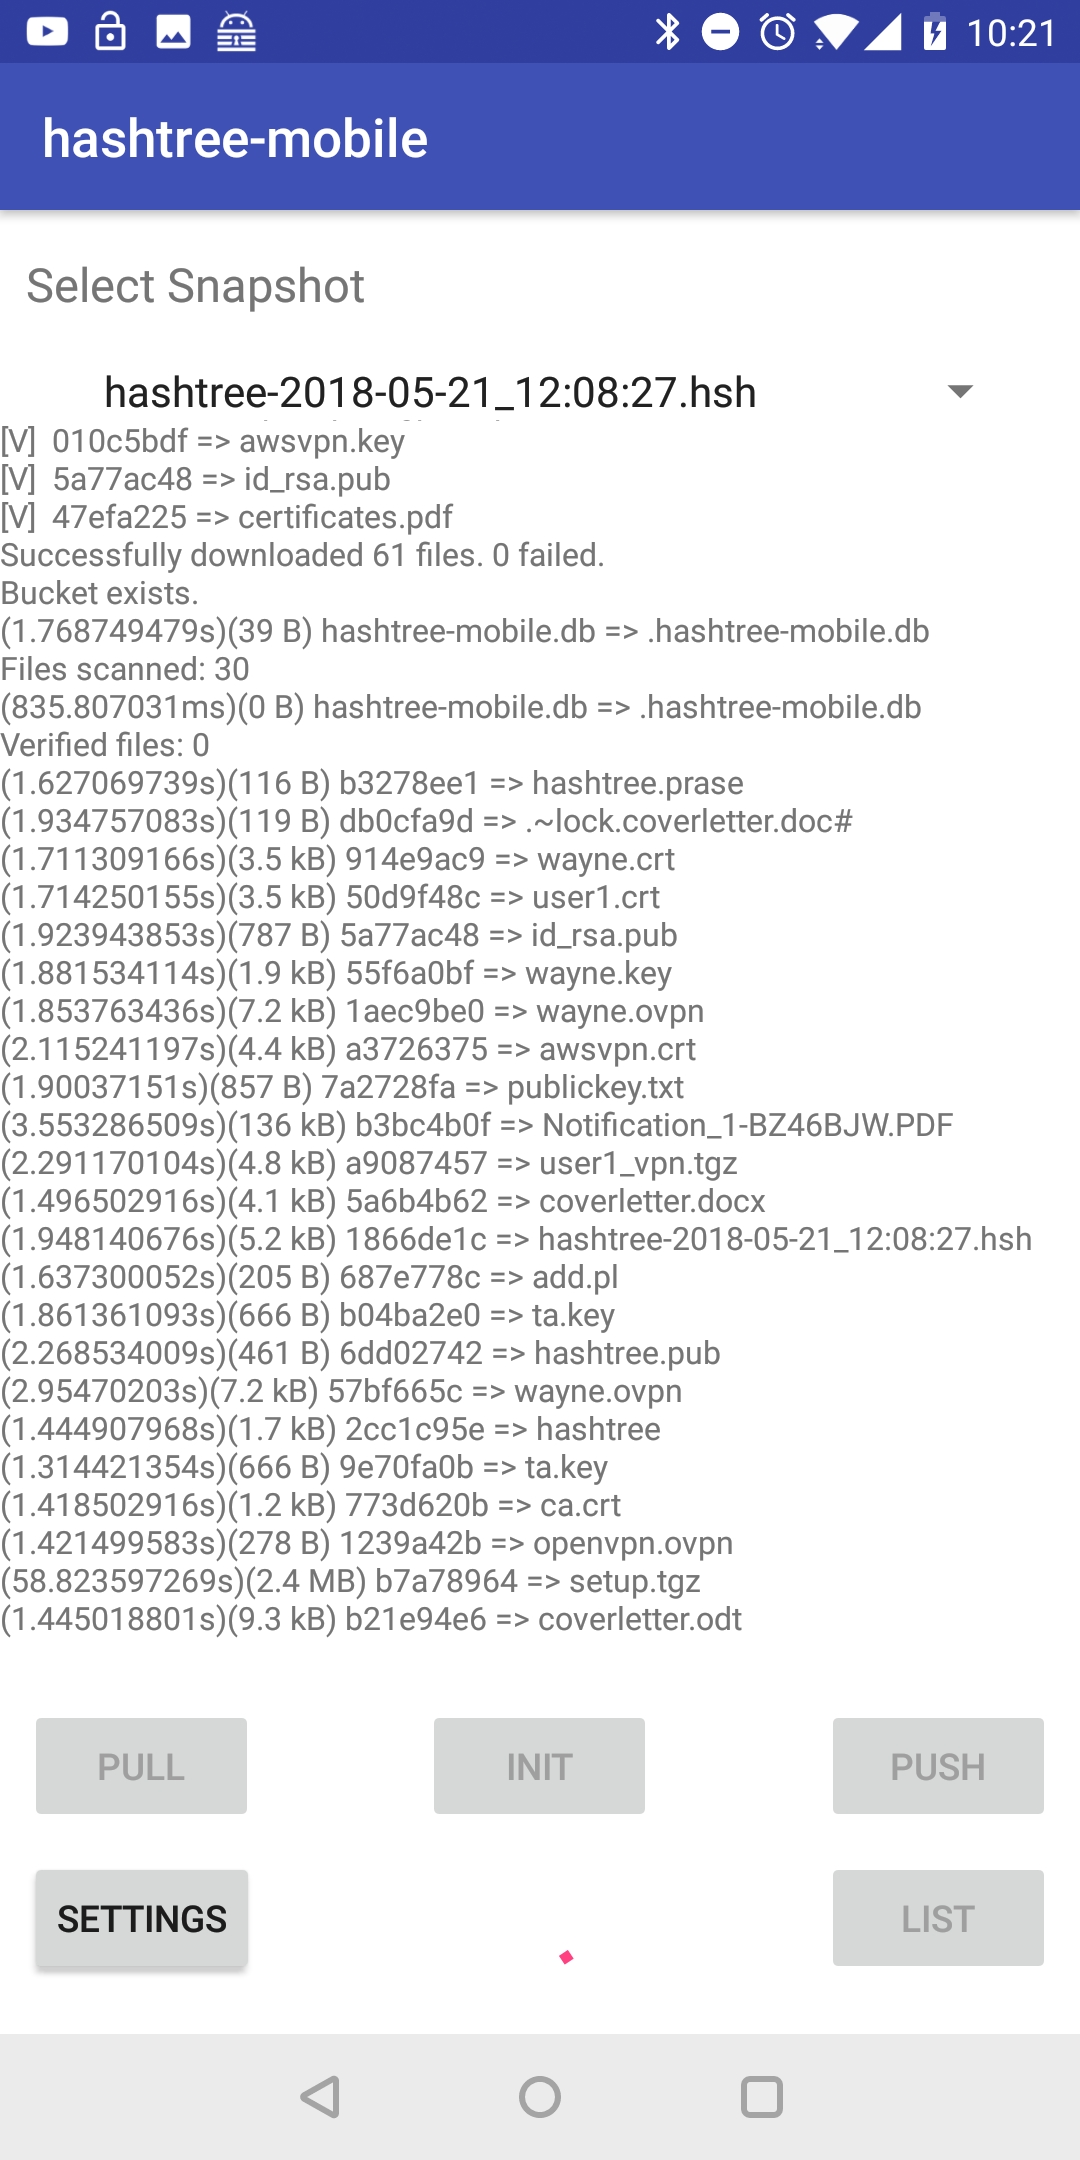 10:21
hashtree-mobile
Select Snapshot
hashtree-2018-05-21_12:08:27.hsh
[V]  010c5bdf => awsvpn.key
[V]  5a77ac48 => id_rsa.pub
[V]  47efa225 => certificates.pdf
Successfully downloaded 61 files. 0 failed.
Bucket exists.
(1.768749479s)(39 B) hashtree-mobile.db => .hashtree-mobile.db
Files scanned: 30
(835.807031ms)(0 B) hashtree-mobile.db => .hashtree-mobile.db
Verified files: 0
(1.627069739s)(116 B) b3278ee1 => hashtree.prase
(1.934757083s)(119 B) db0cfa9d => .~lock.coverletter.doc#
(1.711309166s)(3.5 kB) 914e9ac9 => wayne.crt
(1.714250155s)(3.5 kB) 50d9f48c => user1.crt
(1.923943853s)(787 B) 5a77ac48 => id_rsa.pub
(1.881534114s)(1.9 kB) 55f6a0bf => wayne.key
(1.853763436s)(7.2 kB) 1aec9be0 => wayne.ovpn
(2.115241197s)(4.4 kB) a3726375 => awsvpn.crt
(1.90037151s)(857 B) 7a2728fa => publickey.txt
(3.553286509s)(136 kB) b3bc4b0f => Notification_1-BZ46BJW.PDF
(2.291170104s)(4.8 kB) a9087457 => user1_vpn.tgz
(1.496502916s)(4.1 kB) 5a6b4b62 => coverletter.docx
(1.948140676s)(5.2 kB) 1866de1c => hashtree-2018-05-21_12:08:27.hsh
(1.637300052s)(205 B) 687e778c => add.pl
(1.861361093s)(666 B) b04ba2e0 => ta.key
(2.268534009s)(461 B) 6dd02742 => hashtree.pub
(2.95470203s)(7.2 kB) 57bf665c => wayne.ovpn
(1.444907968s)(1.7 kB) 2cc1c95e => hashtree
(1.314421354s)(666 B) 9e70fa0b => ta.key
(1.418502916s)(1.2 kB) 773d620b => ca.crt
(1.421499583s)(278 B) 1239a42b => openvpn.ovpn
(58.823597269s)(2.4 MB) b7a78964 => setup.tgz
(1.445018801s)(9.3 kB) b21e94e6 => coverletter.odt
PULL
INIT
PUSH
SETTINGS
LIST